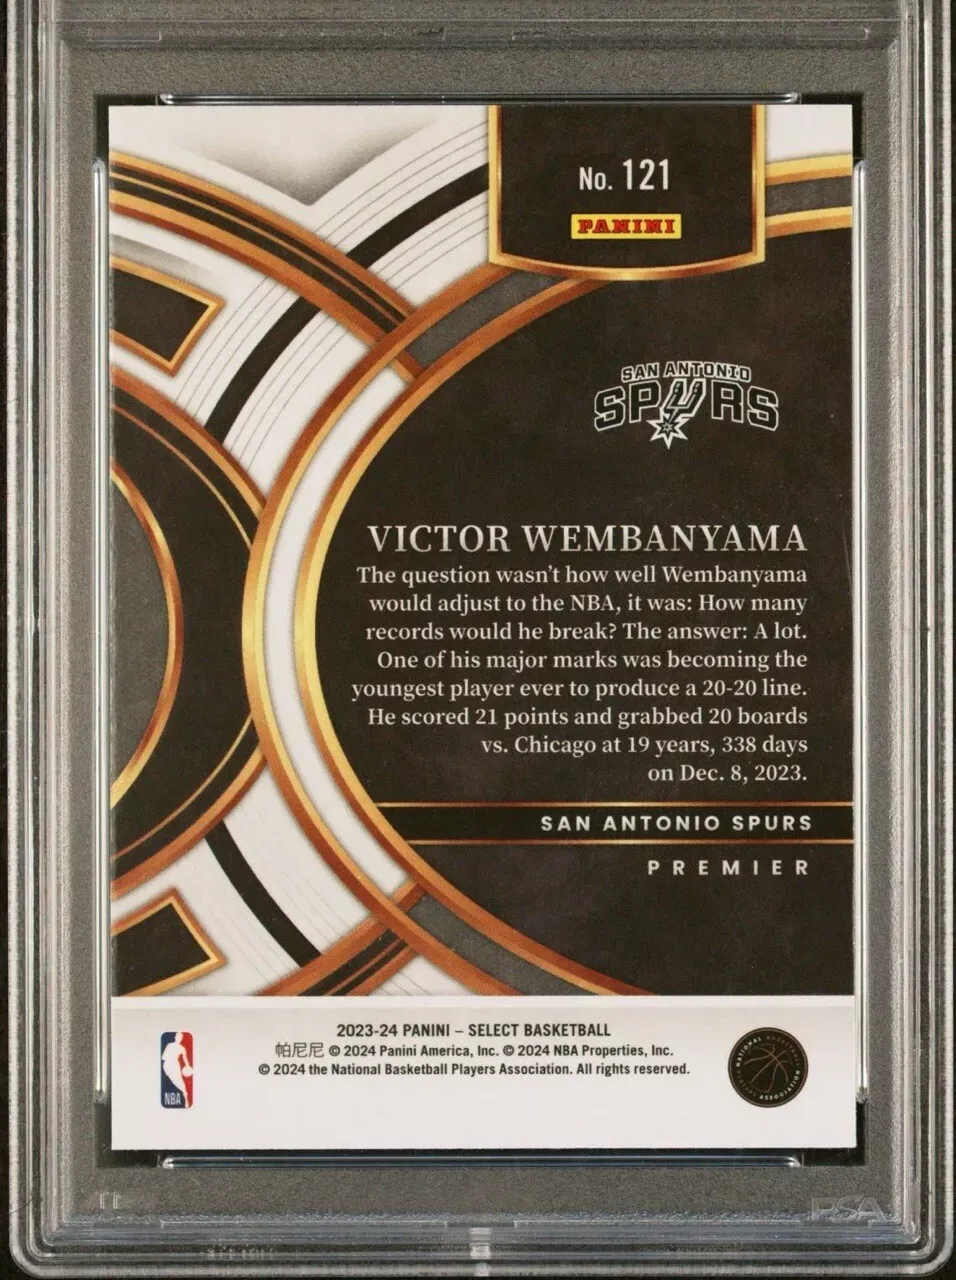 No. 121
PANINI
SAN ANTONIO
SPURS
VICTOR WEMBANYAMA
The question wasn't how well Wembanyama
would adjust to the NBA, it was: How many
records would he break? The answer: A lot.
One of his major marks was becoming the
youngest player ever to produce a 20-20 line.
He scored 21 points and grabbed 20 boards
vs. Chicago at 19 years, 338 days
on Dec. 8, 2023.
SAN ANTONIO SPURS
PREMIER
2023-24 PANINI – SELECT BASKETBALL
帕尼尼 © 2024 Panini America, Inc. © 2024 NBA Properties, Inc.
© 2024 the National Basketball Players Association. All rights reserved.
NBA
NATIONAL BASKETBALL
PLAYERS ASSOCIATION
PSA